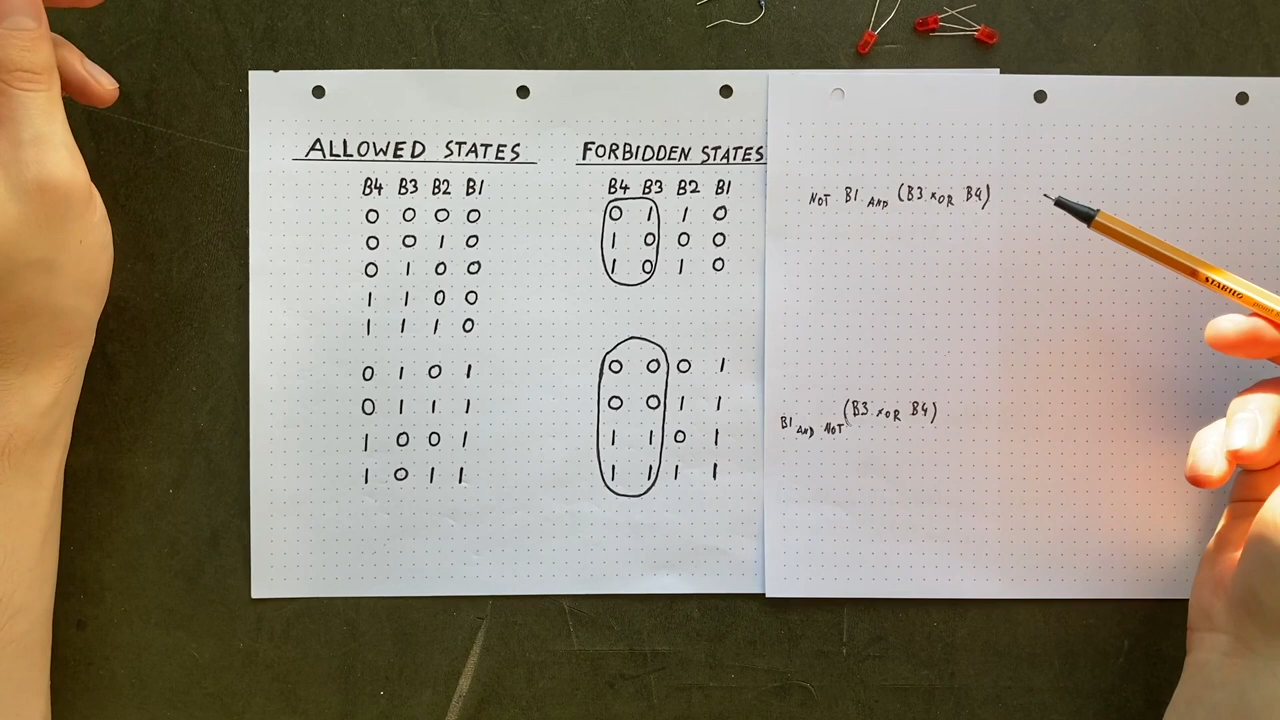 ALLOWED STATES
B4 B3 B2 B1
0 0 0 0
0 0 1 0
0 1 0 0
1 1 0 0
1 1 1 0
0 1 0 1
0 1 1 1
1 0 0 1
1 0 1 1
FORBIDDEN STATES
B4 B3 B2 B1
0 1 1 0
1 0 0 0
1 0 1 0
0 0 0 1
0 0 1 1
1 1 0 1
1 1 1 1
NOT B1 AND (B3 XOR B4)
B1 AND NOT (B3 XOR B4)
STABILO
point